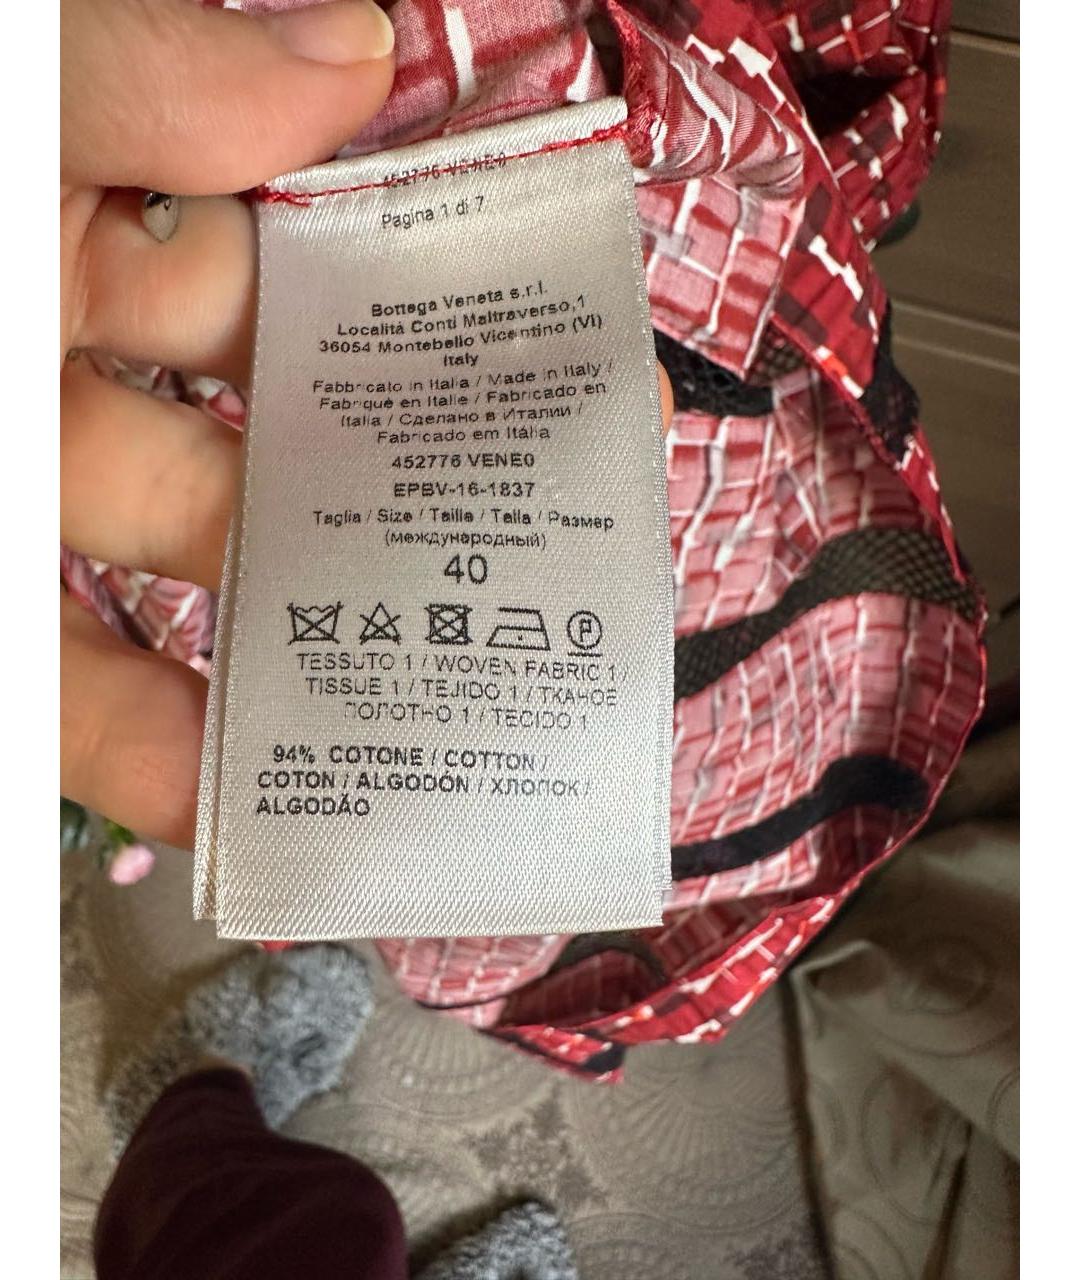 452776 VENE0
Pagina 1 di 7
Bottega Veneta s.r.l.
Località Conti Maltraverso,1
36054 Montebello Vicentino (VI)
Italy
Fabbricato in Italia / Made in Italy /
Fabriqué en Italie / Fabricado en
Italia / Сделано в Италии /
Fabricado em Itália
452776 VENE0
EPBV-16-1837
Taglia / Size / Taille / Talla / Размер
(международный)
40
P
TESSUTO 1 / WOVEN FABRIC 1 /
TISSUE 1 / TEJIDO 1 / ТКАНОЕ
ПОЛОТНО 1 / TECIDO 1
94% COTONE / COTTON /
COTON / ALGODÓN / ХЛОПОК /
ALGODÃO